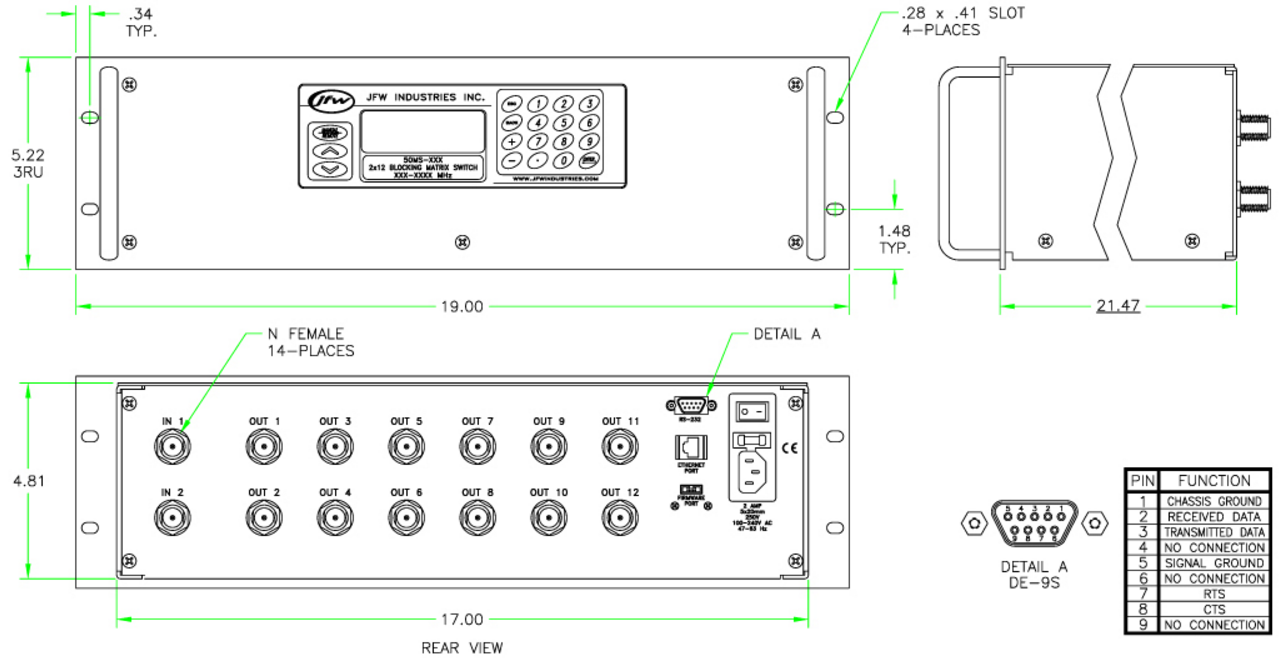 .34
TYP.
.28 x .41 SLOT
4-PLACES
5.22
3RU
jfw
JFW INDUSTRIES INC.
1 2 3
4 5 6
+ 7 8 9
- . 0
50MS-XXX
2x12 BLOCKING MATRIX SWITCH
XXX-XXXX MHz
WWW.JFWINDUSTRIES.COM
1.48
TYP.
19.00
21.47
N FEMALE
14-PLACES
DETAIL A
4.81
RS-232
IN 1 OUT 1 OUT 3 OUT 5 OUT 7 OUT 9 OUT 11
ETHERNET
PORT
CE
IN 2 OUT 2 OUT 4 OUT 6 OUT 8 OUT 10 OUT 12
FIRMWARE
PORT
2 AMP
5x20mm
250V
100-240V AC
47-63 Hz
17.00
REAR VIEW
5 4 3 2 1
9 8 7 6
DETAIL A
DE-9S
PIN FUNCTION
1 CHASSIS GROUND
2 RECEIVED DATA
3 TRANSMITTED DATA
4 NO CONNECTION
5 SIGNAL GROUND
6 NO CONNECTION
7 RTS
8 CTS
9 NO CONNECTION